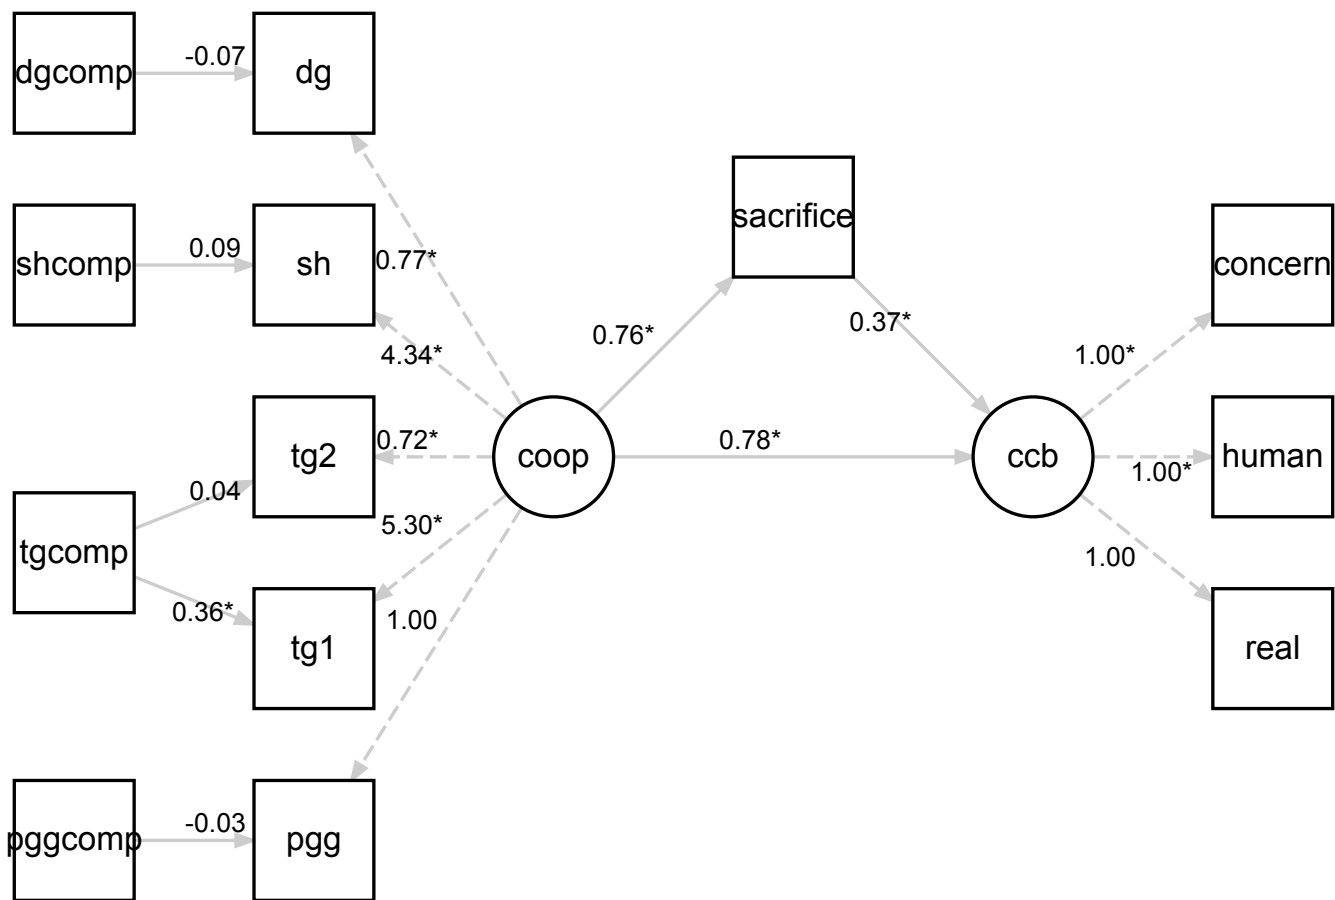 dgcomp
-0.07
dg
shcomp
0.09
sh
0.77*
sacrifice
concern
4.34*
0.76*
0.37*
1.00*
tg2
0.72*
coop
0.78*
ccb
1.00*
human
0.04
tgcomp
5.30*
1.00
0.36*
tg1
1.00
real
pggcomp
-0.03
pgg